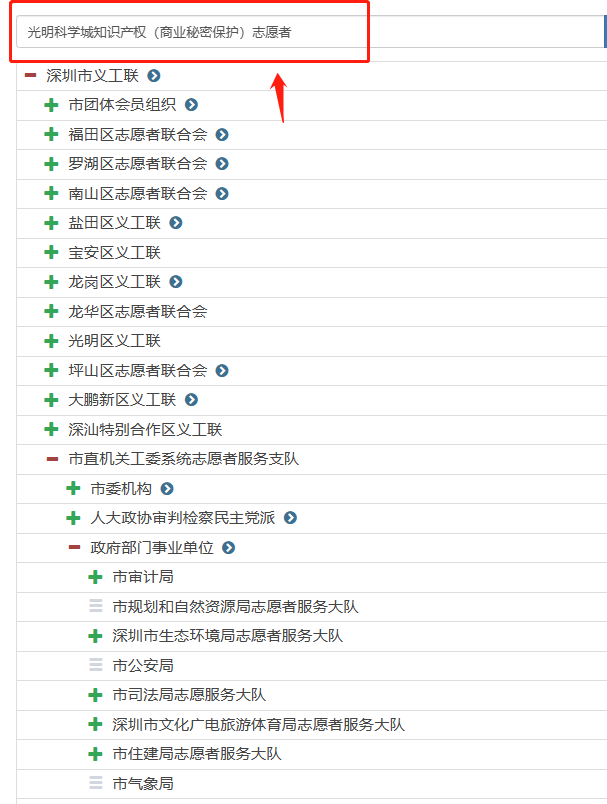 光明科学城知识产权（商业秘密保护）志愿者
深圳市义工联
市团体会员组织
福田区志愿者联合会
罗湖区志愿者联合会
南山区志愿者联合会
盐田区义工联
宝安区义工联
龙岗区义工联
龙华区志愿者联合会
光明区义工联
坪山区志愿者联合会
大鹏新区义工联
深汕特别合作区义工联
市直机关工委系统志愿者服务支队
市委机构
人大政协审判检察民主党派
政府部门事业单位
市审计局
市规划和自然资源局志愿者服务大队
深圳市生态环境局志愿者服务大队
市公安局
市司法局志愿服务大队
深圳市文化广电旅游体育局志愿者服务大队
市住建局志愿者服务大队
市气象局